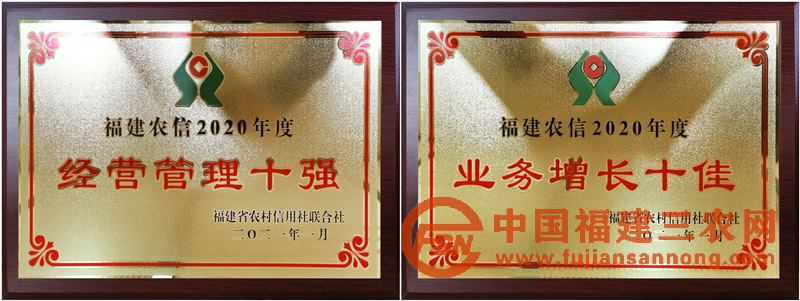 福建农信2020年度
经营管理十强
福建省农村信用社联合社
二〇二一年一月
福建农信2020年度
业务增长十佳
福建省农村信用社联合社
二〇二一年一月
中国福建三农网
www.fujiansannong.com